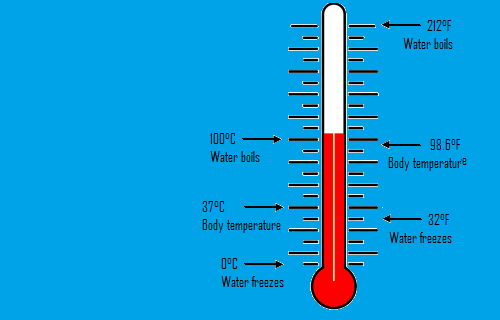 212°F
Water boils
100°C
Water boils
98.6°F
Body temperature
37°C
Body temperature
32°F
Water freezes
0°C
Water freezes